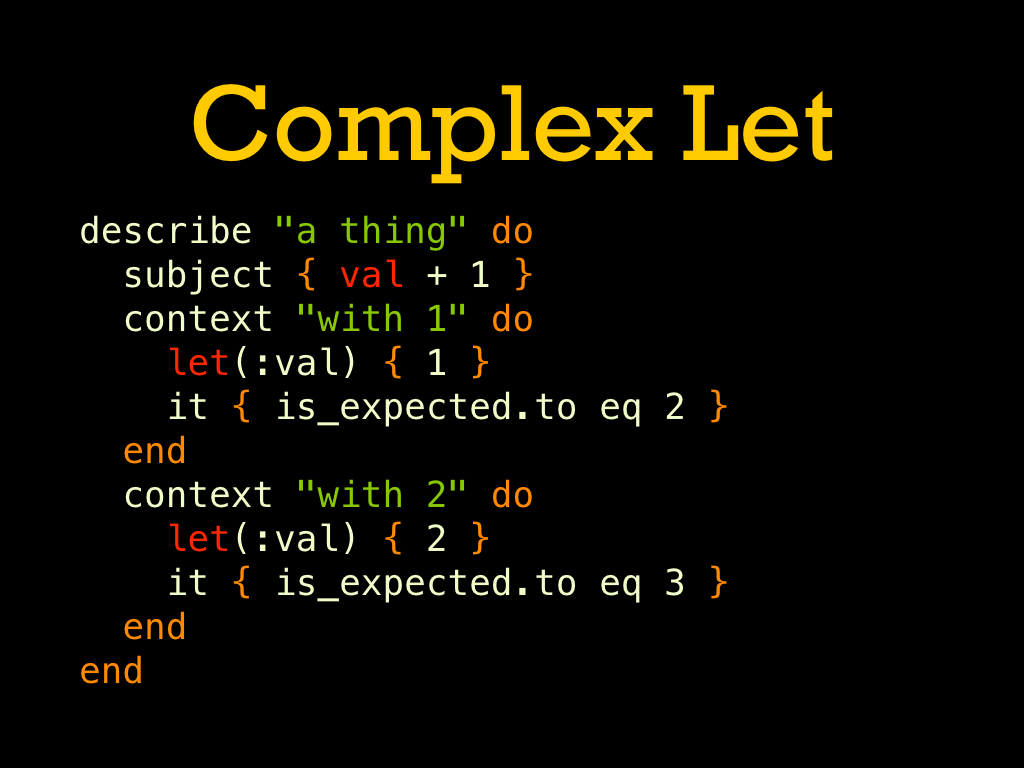 Complex Let
describe "a thing" do
  subject { val + 1 }
  context "with 1" do
    let(:val) { 1 }
    it { is_expected.to eq 2 }
  end
  context "with 2" do
    let(:val) { 2 }
    it { is_expected.to eq 3 }
  end
end